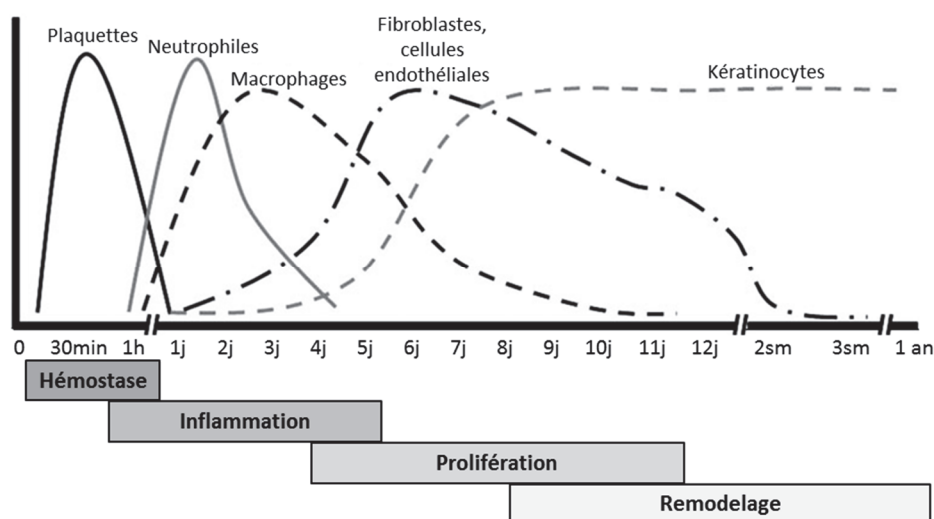 Fibroblastes,
cellules
endothéliales
Plaquettes
Neutrophiles
Macrophages
Kératinocytes
0 30min 1h 1j 2j 3j 4j 5j 6j 7j 8j 9j 10j 11j 12j 2sm 3sm 1 an
Hémostase
Inflammation
Prolifération
Remodelage